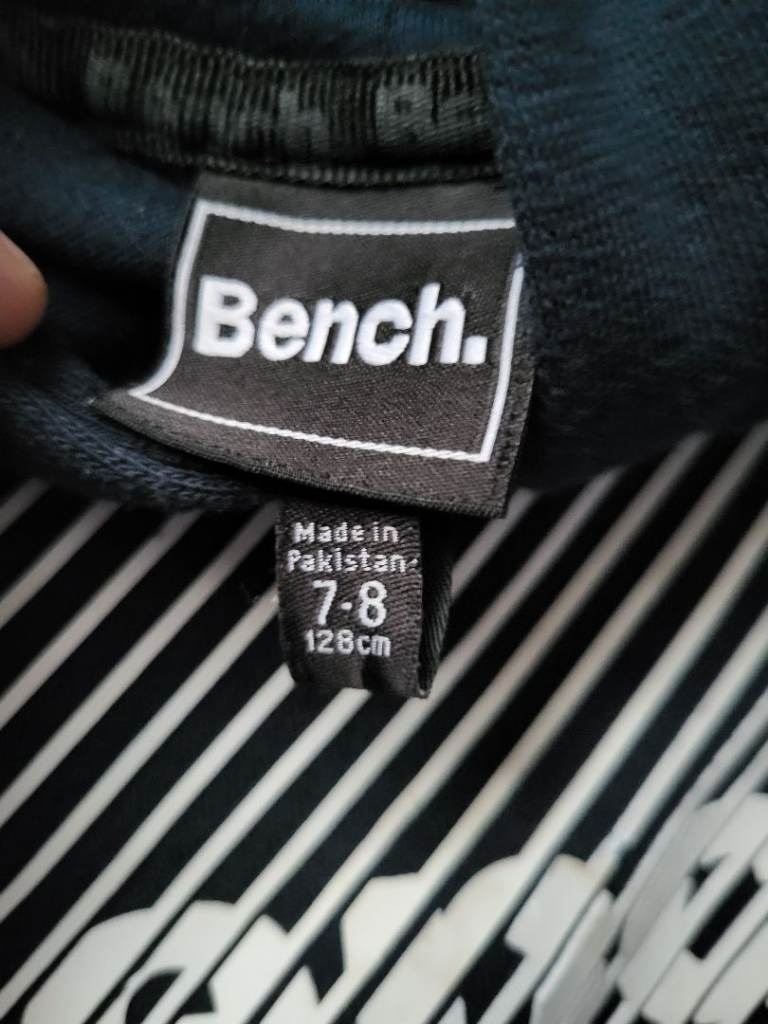 Bench.
Made in
Pakistan
7-8
128cm